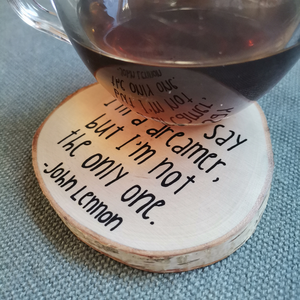 say
I'm a dreamer,
but I'm not
the only one.
-John Lennon